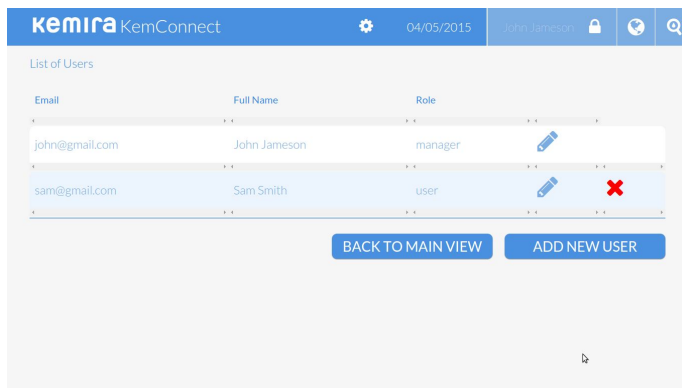 kemira KemConnect 04/05/2015 John Jameson
List of Users
Email Full Name Role
john@gmail.com John Jameson manager
sam@gmail.com Sam Smith user
BACK TO MAIN VIEW ADD NEW USER